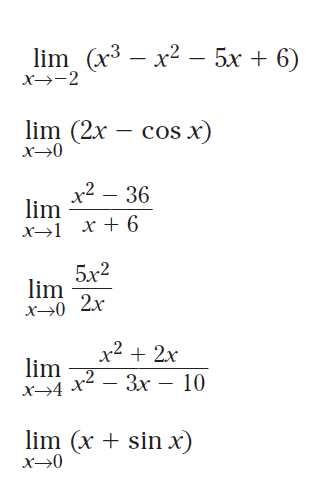 lim (x³ − x² − 5x + 6)
x→−2
lim (2x − cos x)
x→0
lim (x² − 36)/(x + 6)
x→1
lim 5x²/2x
x→0
lim (x² + 2x)/(x² − 3x − 10)
x→4
lim (x + sin x)
x→0